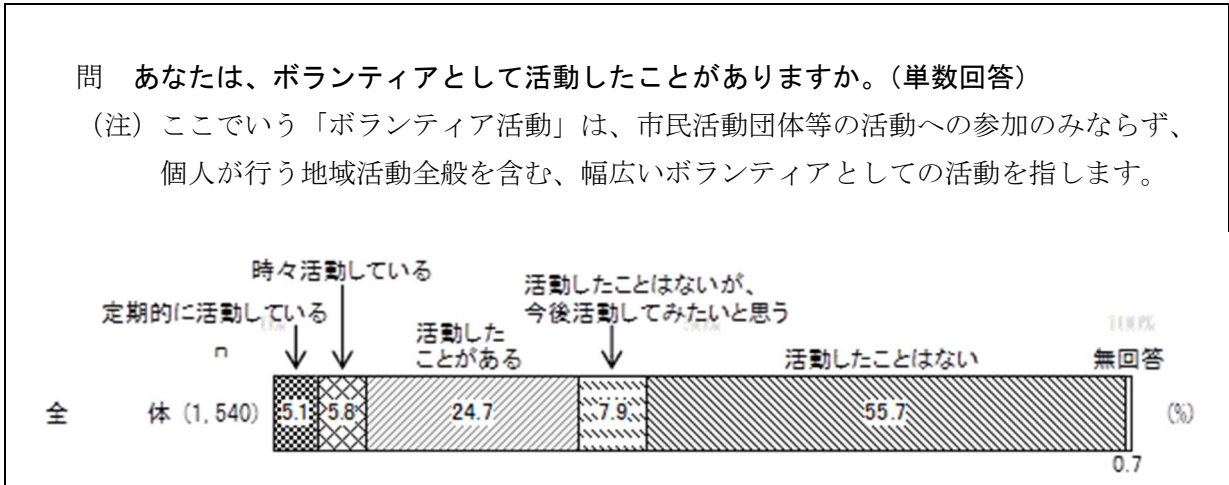 問 あなたは、ボランティアとして活動したことがありますか。（単数回答）
（注）ここでいう「ボランティア活動」は、市民活動団体等の活動への参加のみならず、
個人が行う地域活動全般を含む、幅広いボランティアとしての活動を指します。
時々活動している
定期的に活動している
活動した
ことがある
活動したことはないが、
今後活動してみたいと思う
活動したことはない
100%
無回答
n
全 体 (1,540)
5.1
5.8
24.7
7.9
55.7
(%)
0.7